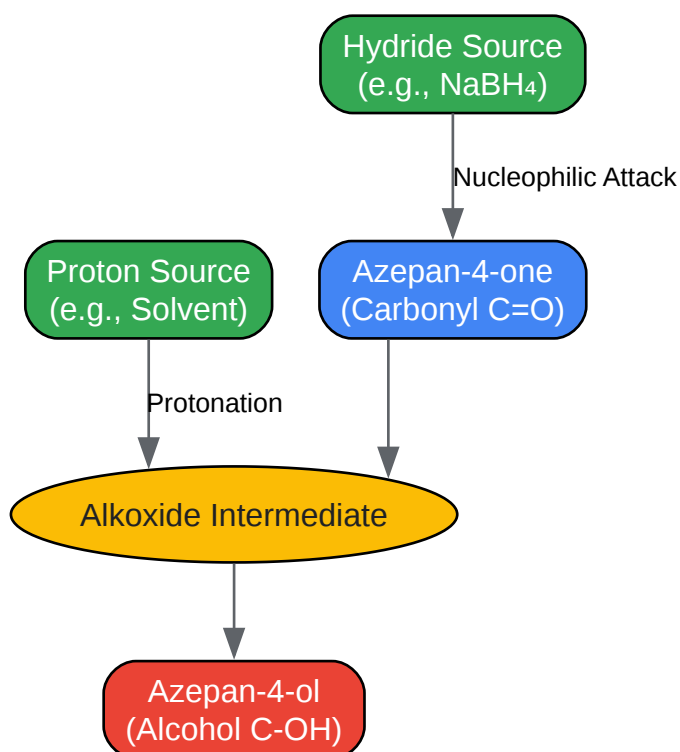 Hydride Source
(e.g., NaBH₄)
Nucleophilic Attack
Proton Source
(e.g., Solvent)
Azepan-4-one
(Carbonyl C=O)
Protonation
Alkoxide Intermediate
Azepan-4-ol
(Alcohol C-OH)